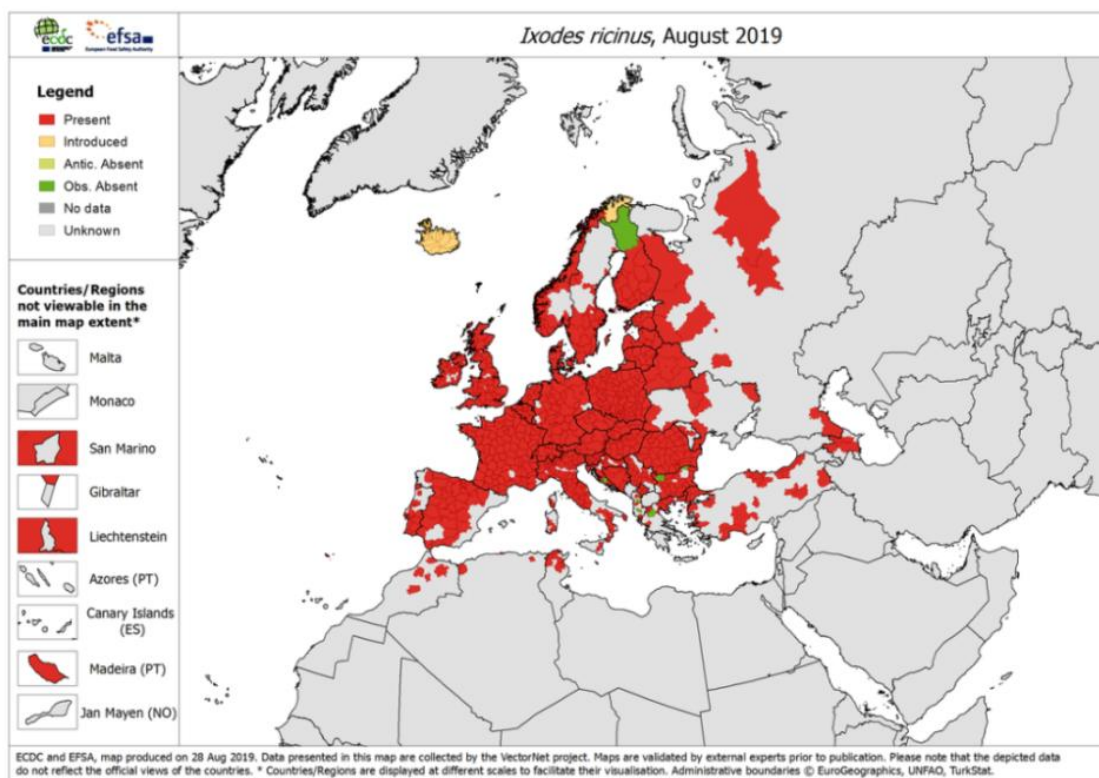 ecdc
efsa
European Food Safety Authority
Ixodes ricinus, August 2019
Legend
Present
Introduced
Antic. Absent
Obs. Absent
No data
Unknown
Countries/Regions
not viewable in the
main map extent*
Malta
Monaco
San Marino
Gibraltar
Liechtenstein
Azores (PT)
Canary Islands
(ES)
Madeira (PT)
Jan Mayen (NO)
ECDC and EFSA, map produced on 28 Aug 2019. Data presented in this map are collected by the VectorNet project. Maps are validated by external experts prior to publication. Please note that the depicted data
do not reflect the official views of the countries. * Countries/Regions are displayed at different scales to facilitate their visualisation. Administrative boundaries © EuroGeographics, UNFAO, TurkStat.